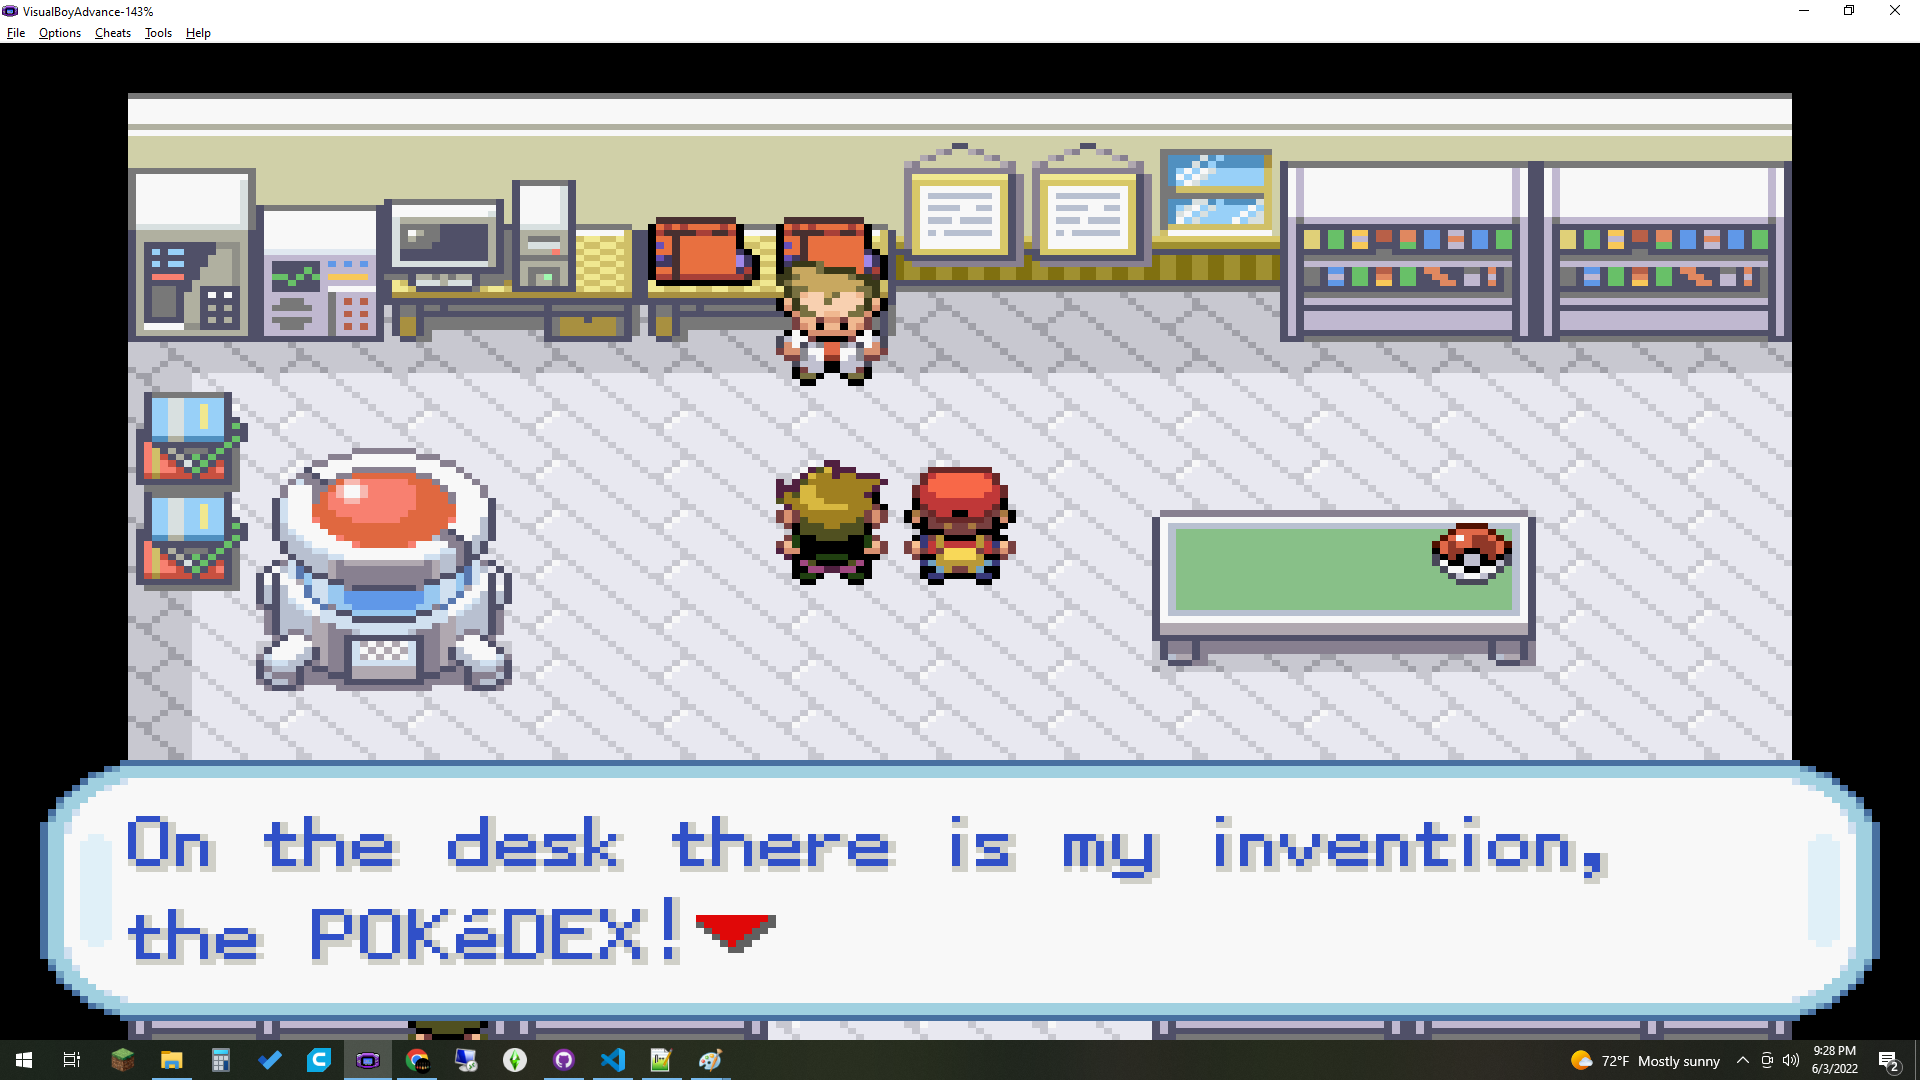 VisualBoyAdvance-143%
File Options Cheats Tools Help
On the desk there is my invention,
the POKéDEX!
72°F Mostly sunny
9:28 PM
6/3/2022
2